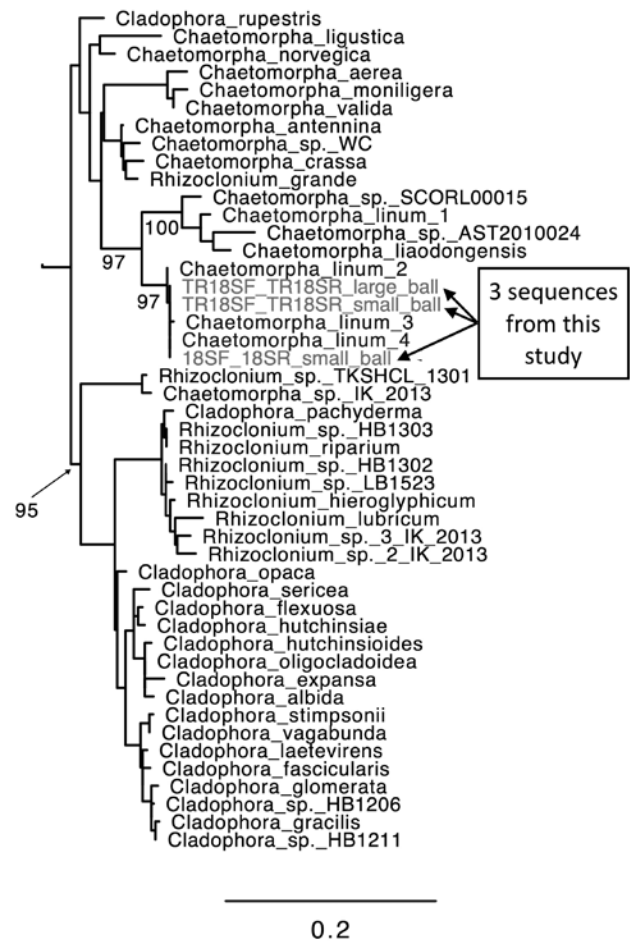 Cladophora_rupestris
Chaetomorpha_ligustica
Chaetomorpha_norvegica
Chaetomorpha_aerea
Chaetomorpha_moniligera
Chaetomorpha_valida
Chaetomorpha_antennina
Chaetomorpha_sp._WC
Chaetomorpha_crassa
Rhizoclonium_grande
Chaetomorpha_sp._SCORL00015
100
Chaetomorpha_linum_1
Chaetomorpha_sp._AST2010024
Chaetomorpha_liaodongensis
97
Chaetomorpha_linum_2
97
TR18SF_TR18SR_large_ball
TR18SF_TR18SR_small_ball
Chaetomorpha_linum_3
Chaetomorpha_linum_4
18SF_18SR_small_ball
3 sequences
from this
study
Rhizoclonium_sp._TKSHCL_1301
Chaetomorpha_sp._IK_2013
Cladophora_pachyderma
Rhizoclonium_sp._HB1303
Rhizoclonium_riparium
Rhizoclonium_sp._HB1302
Rhizoclonium_sp._LB1523
Rhizoclonium_hieroglyphicum
95
Rhizoclonium_lubricum
Rhizoclonium_sp._3_IK_2013
Rhizoclonium_sp._2_IK_2013
Cladophora_opaca
Cladophora_sericea
Cladophora_flexuosa
Cladophora_hutchinsiae
Cladophora_hutchinsioides
Cladophora_oligocladoidea
Cladophora_expansa
Cladophora_albida
Cladophora_stimpsonii
Cladophora_vagabunda
Cladophora_laetevirens
Cladophora_fascicularis
Cladophora_glomerata
Cladophora_sp._HB1206
Cladophora_gracilis
Cladophora_sp._HB1211
0.2